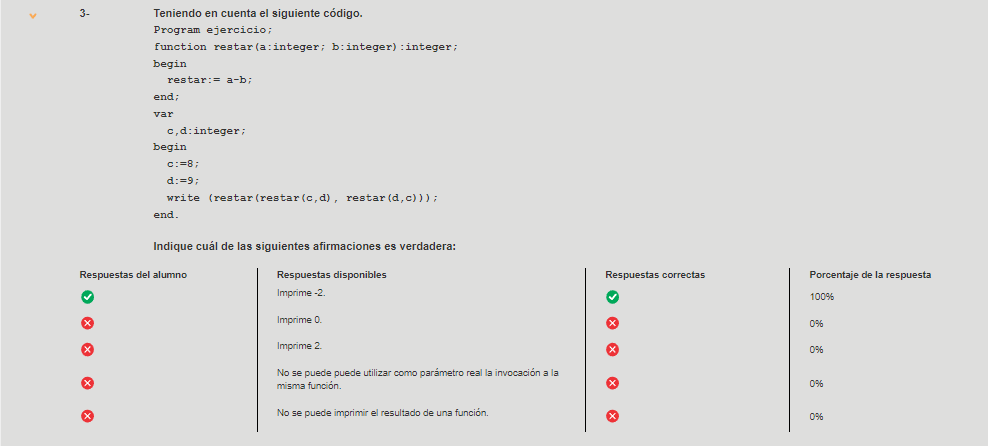 3- Teniendo en cuenta el siguiente código.
Program ejercicio;
function restar(a:integer; b:integer):integer;
begin
restar:= a-b;
end;
var
c,d:integer;
begin
c:=8;
d:=9;
write (restar(restar(c,d), restar(d,c)));
end.
Indique cuál de las siguientes afirmaciones es verdadera:
Respuestas del alumno Respuestas disponibles Respuestas correctas Porcentaje de la respuesta
Imprime -2. 100%
Imprime 0. 0%
Imprime 2. 0%
No se puede puede utilizar como parámetro real la invocación a la
misma función. 0%
No se puede imprimir el resultado de una función. 0%